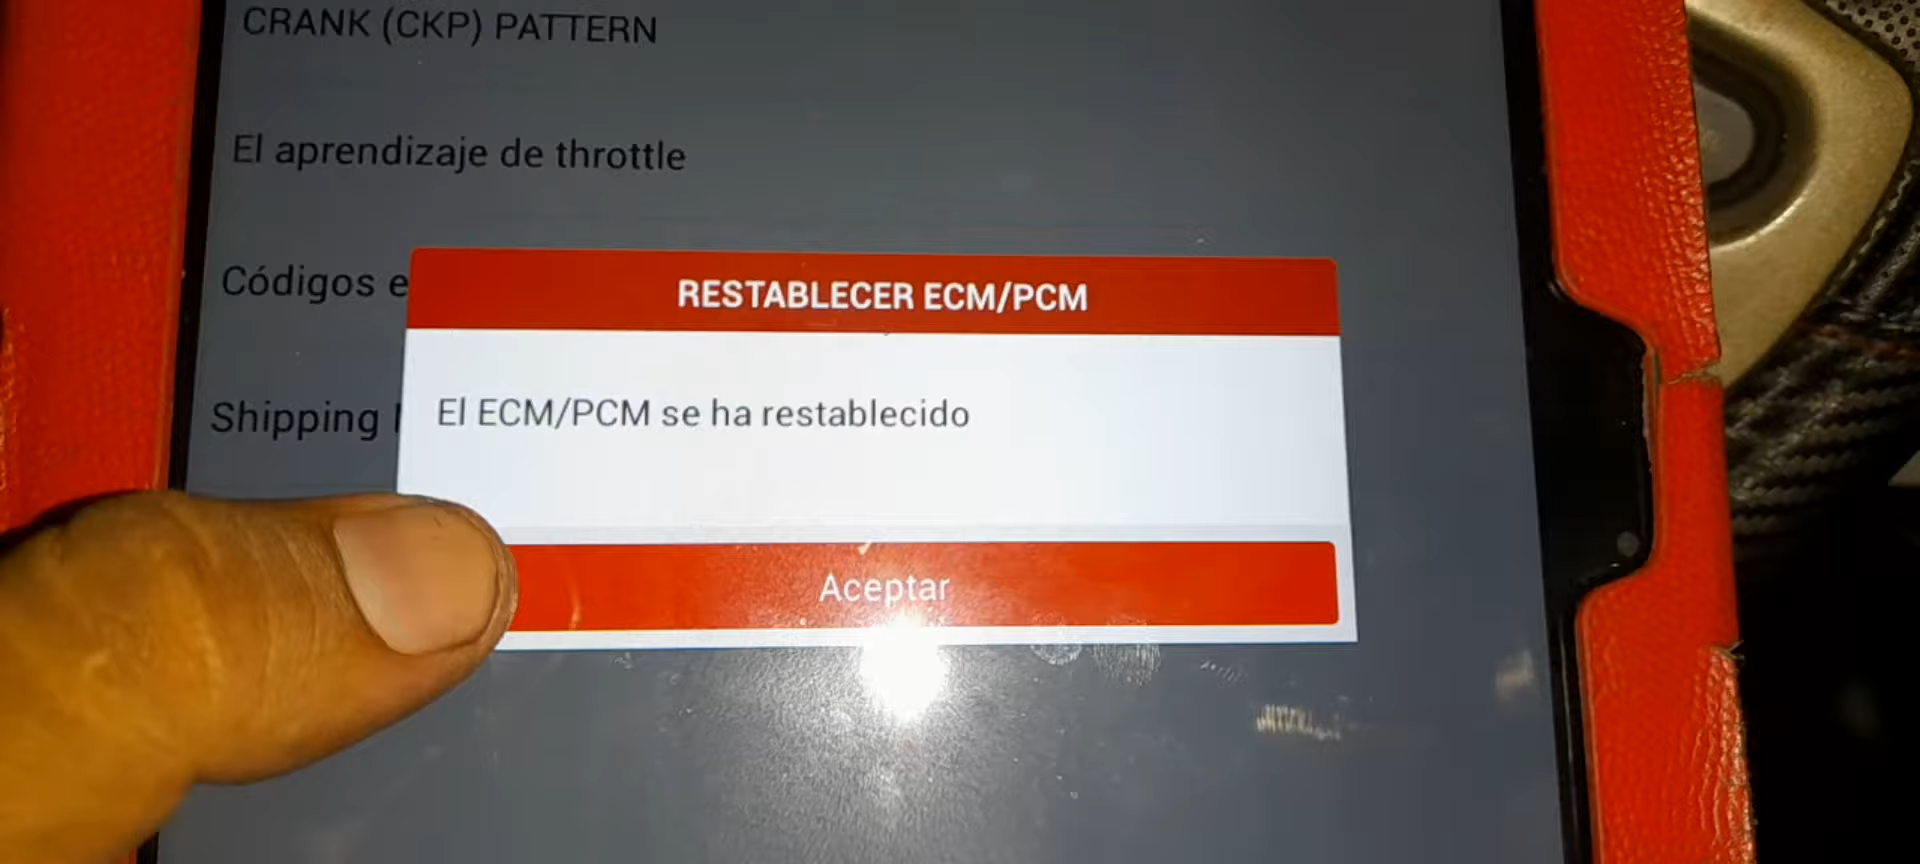 CRANK (CKP) PATTERN
El aprendizaje de throttle
Códigos e
RESTABLECER ECM/PCM
El ECM/PCM se ha restablecido
Shipping
Aceptar